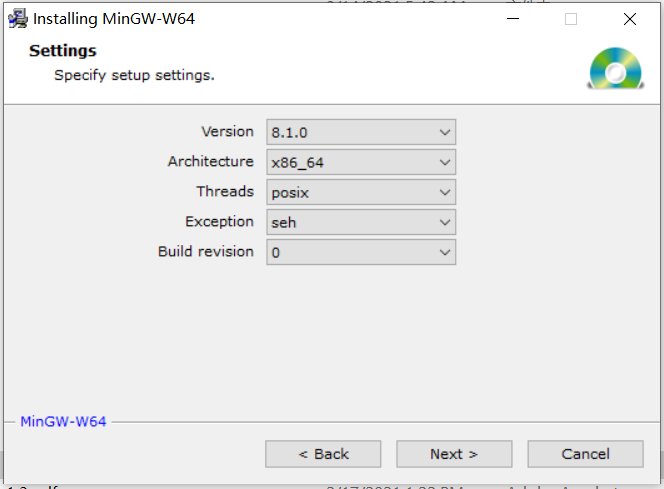 Installing MinGW-W64
Settings
Specify setup settings.
Version 8.1.0
Architecture x86_64
Threads posix
Exception seh
Build revision 0
MinGW-W64
< Back Next > Cancel